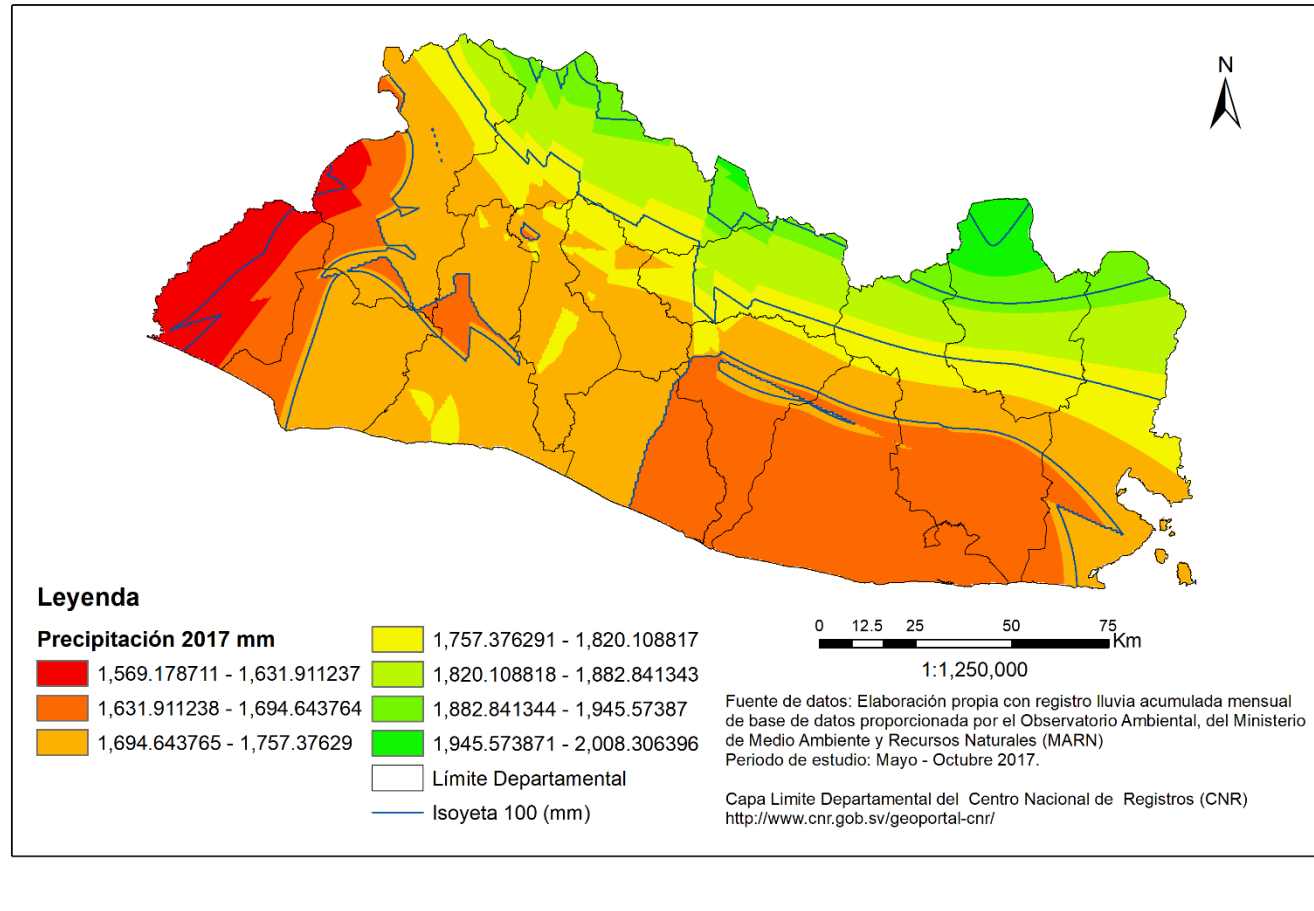 N
Leyenda
Precipitación 2017 mm
1,569.178711 - 1,631.911237
1,631.911238 - 1,694.643764
1,694.643765 - 1,757.37629
1,757.376291 - 1,820.108817
1,820.108818 - 1,882.841343
1,882.841344 - 1,945.57387
1,945.573871 - 2,008.306396
Límite Departamental
Isoyeta 100 (mm)
0 12.5 25 50 75
Km
1:1,250,000
Fuente de datos: Elaboración propia con registro lluvia acumulada mensual
de base de datos proporcionada por el Observatorio Ambiental, del Ministerio
de Medio Ambiente y Recursos Naturales (MARN)
Periodo de estudio: Mayo - Octubre 2017.
Capa Limite Departamental del Centro Nacional de Registros (CNR)
http://www.cnr.gob.sv/geoportal-cnr/